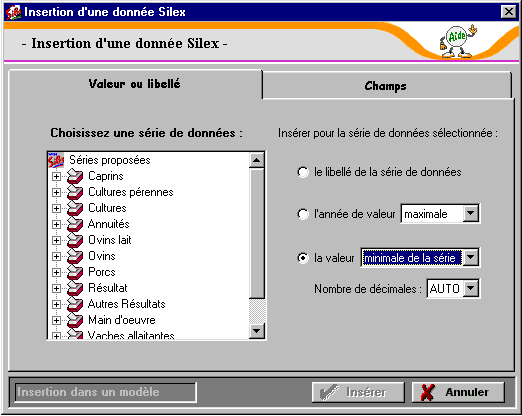 Insertion d'une donnée Silex
- Insertion d'une donnée Silex -
Aide
Valeur ou libellé
Champs
Choisissez une série de données :
Insérer pour la série de données sélectionnée :
Séries proposées
Caprins
Cultures pérennes
Cultures
Annuités
Ovins lait
Ovins
Porcs
Résultat
Autres Résultats
Main d'oeuvre
Vaches allaitantes
le libellé de la série de données
l'année de valeur maximale
la valeur minimale de la série
Nombre de décimales : AUTO
Insertion dans un modèle
Insérer
Annuler